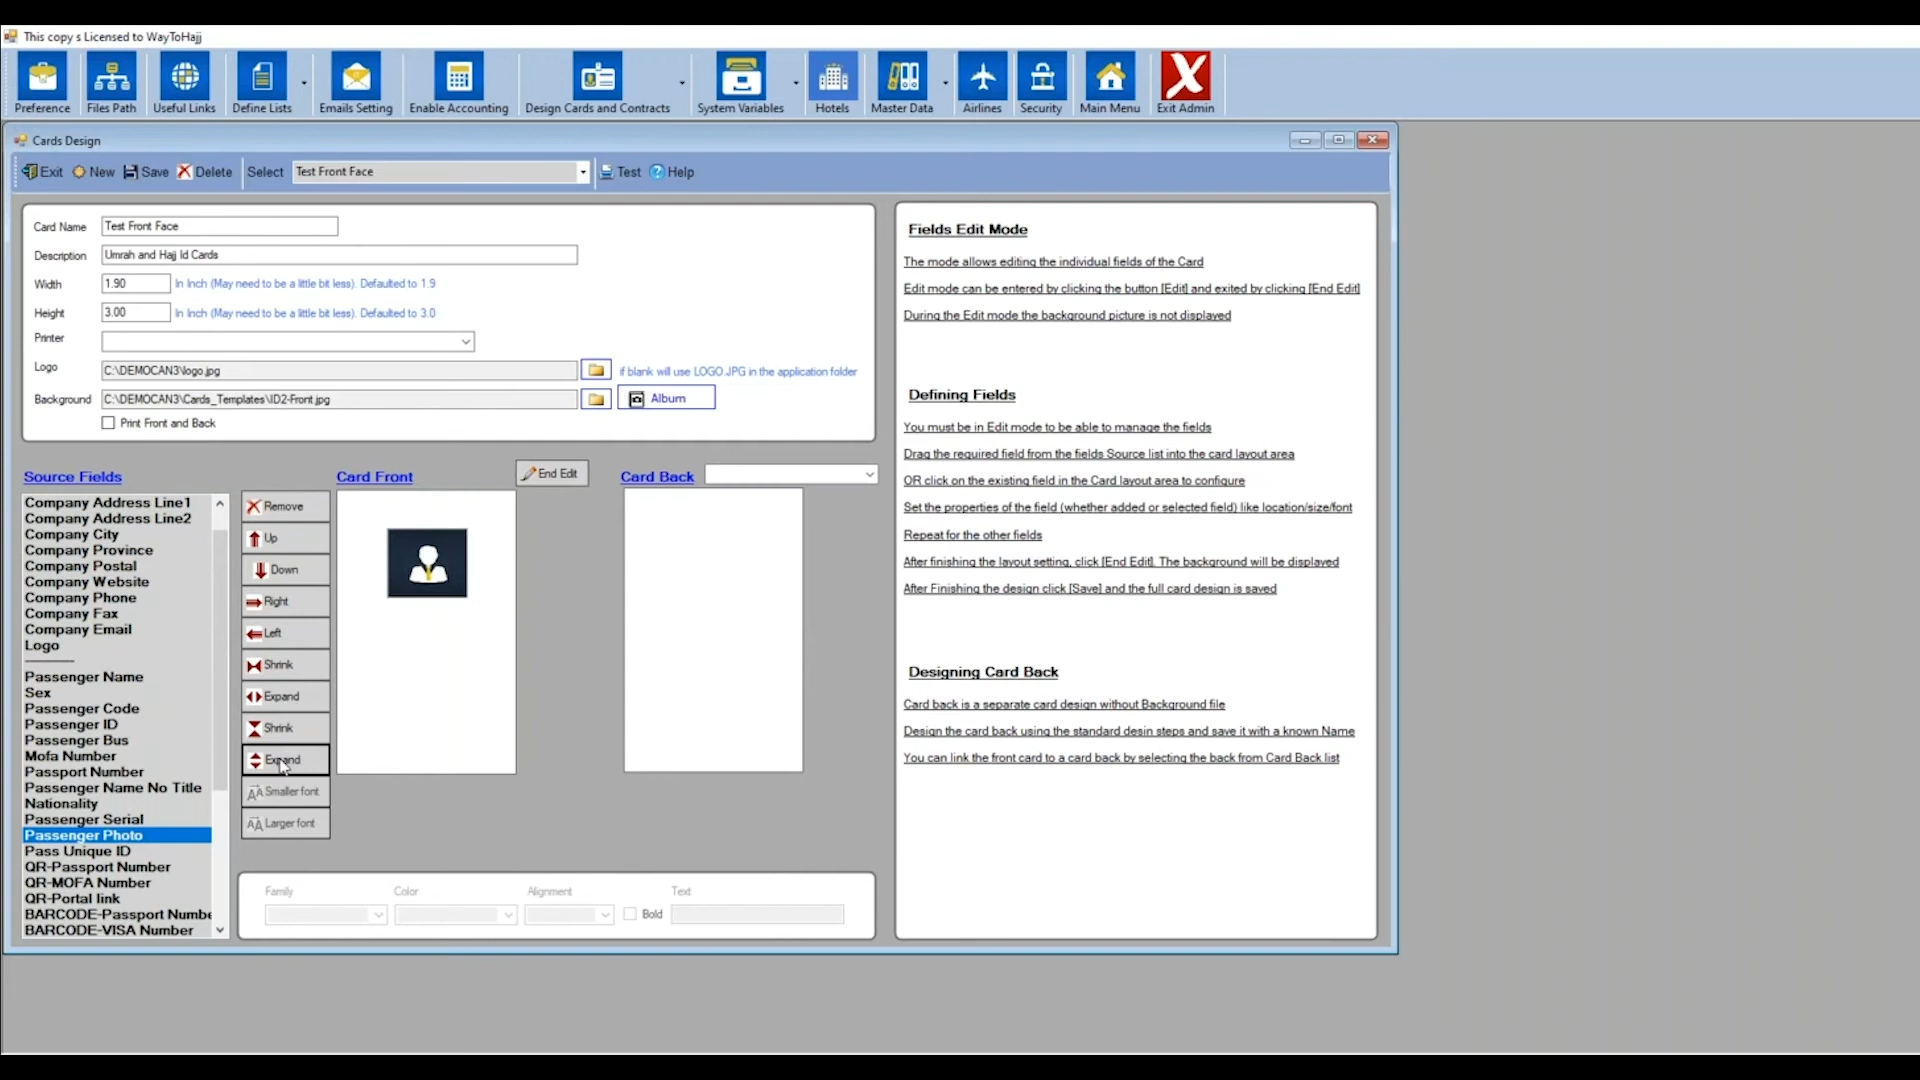 This copy s Licensed to WayToHajj
Preference
Files Path
Useful Links
Define Lists
Emails Setting
Enable Accounting
Design Cards and Contracts
System Variables
Hotels
Master Data
Airlines
Security
Main Menu
Exit Admin
Cards Design
Exit New Save Delete Select Test Front Face Test Help
Card Name Test Front Face
Description Umrah and Hajj Id Cards
Width 1.90 In Inch (May need to be a little bit less). Defaulted to 1.9
Height 3.00 In Inch (May need to be a little bit less). Defaulted to 3.0
Printer
Logo C:\DEMOCAN3\logo.jpg if blank will use LOGO.JPG in the application folder
Background C:\DEMOCAN3\Cards_Templates\ID2-Front.jpg Album
Print Front and Back
Source Fields
Company Address Line1
Company Address Line2
Company City
Company Province
Company Postal
Company Website
Company Phone
Company Fax
Company Email
Logo
Passenger Name
Sex
Passenger Code
Passenger ID
Passenger Bus
Mofa Number
Passport Number
Passenger Name No Title
Nationality
Passenger Serial
Passenger Photo
Pass Unique ID
QR-Passport Number
QR-MOFA Number
QR-Portal link
BARCODE-Passport Numbe
BARCODE-VISA Number
Remove
Up
Down
Right
Left
Shrink
Expand
Shrink
Expand
Smaller font
Larger font
Card Front
End Edit
Card Back
Family Color Alignment Text
Bold
Fields Edit Mode
The mode allows editing the individual fields of the Card
Edit mode can be entered by clicking the button [Edit] and exited by clicking [End Edit]
During the Edit mode the background picture is not displayed
Defining Fields
You must be in Edit mode to be able to manage the fields
Drag the required field from the fields Source list into the card layout area
OR click on the existing field in the Card layout area to configure
Set the properties of the field (whether added or selected field) like location/size/font
Repeat for the other fields
After finishing the layout setting, click [End Edit]. The background will be displayed
After Finishing the design click [Save] and the full card design is saved
Designing Card Back
Card back is a separate card design without Background file
Design the card back using the standard desin steps and save it with a known Name
You can link the front card to a card back by selecting the back from Card Back list